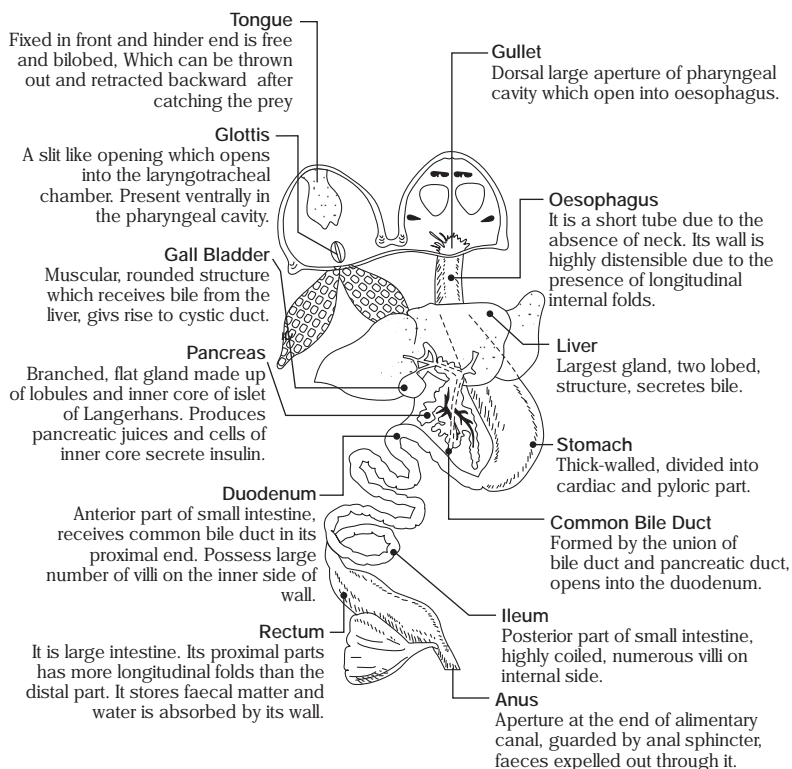 Tongue
Fixed in front and hinder end is free
and bilobed, Which can be thrown
out and retracted backward after
catching the prey
Glottis
A slit like opening which opens
into the laryngotracheal
chamber. Present ventrally in
the pharyngeal cavity.
Gall Bladder
Muscular, rounded structure
which receives bile from the
liver, givs rise to cystic duct.
Pancreas
Branched, flat gland made up
of lobules and inner core of islet
of Langerhans. Produces
pancreatic juices and cells of
inner core secrete insulin.
Duodenum
Anterior part of small intestine,
receives common bile duct in its
proximal end. Possess large
number of villi on the inner side of
wall.
Rectum
It is large intestine. Its proximal parts
has more longitudinal folds than the
distal part. It stores faecal matter and
water is absorbed by its wall.
Gullet
Dorsal large aperture of pharyngeal
cavity which open into oesophagus.
Oesophagus
It is a short tube due to the
absence of neck. Its wall is
highly distensible due to the
presence of longitudinal
internal folds.
Liver
Largest gland, two lobed,
structure, secretes bile.
Stomach
Thick-walled, divided into
cardiac and pyloric part.
Common Bile Duct
Formed by the union of
bile duct and pancreatic duct,
opens into the duodenum.
Ileum
Posterior part of small intestine,
highly coiled, numerous villi on
internal side.
Anus
Aperture at the end of alimentary
canal, guarded by anal sphincter,
faeces expelled out through it.